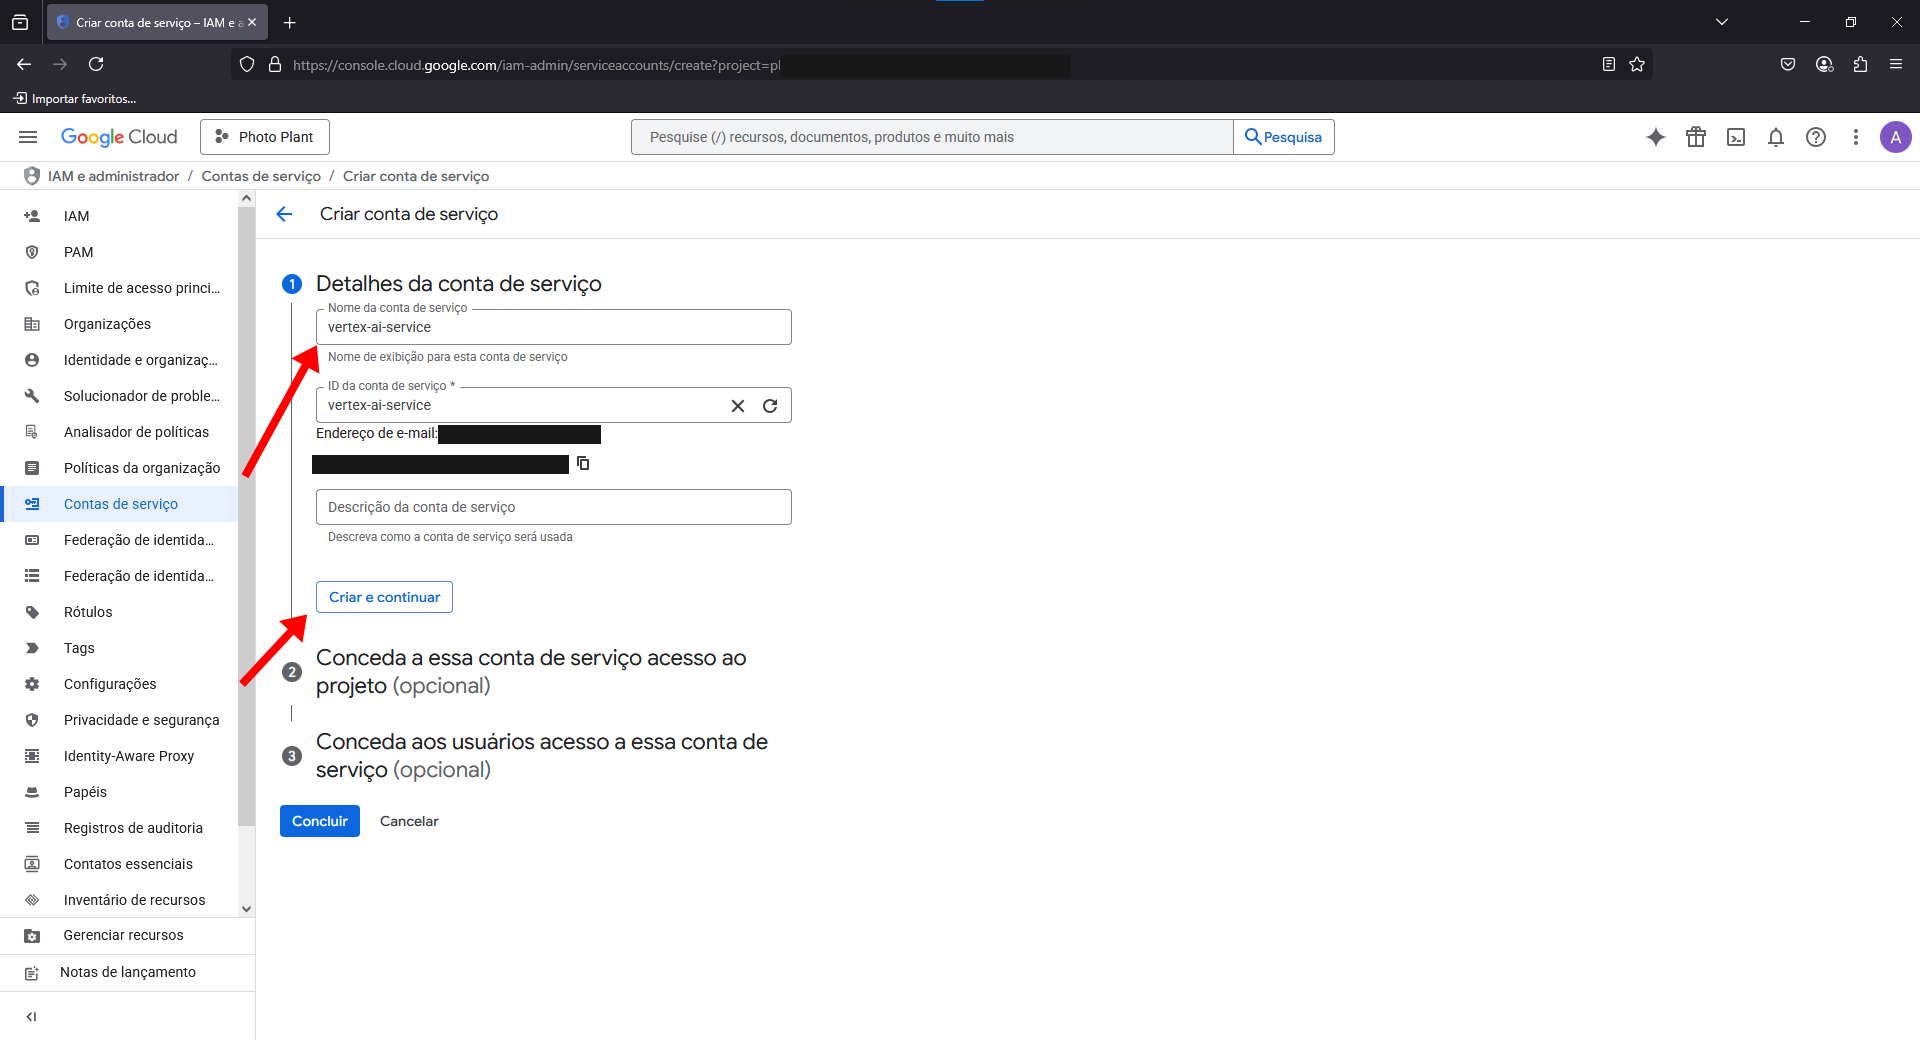 Criar conta de serviço – IAM e a
https://console.cloud.google.com/iam-admin/serviceaccounts/create?project=pl
Importar favoritos...
Google Cloud
Photo Plant
Pesquise (/) recursos, documentos, produtos e muito mais
Pesquisa
A
IAM e administrador / Contas de serviço / Criar conta de serviço
IAM
PAM
Limite de acesso princi...
Organizações
Identidade e organizaç...
Solucionador de proble...
Analisador de políticas
Políticas da organização
Contas de serviço
Federação de identida...
Federação de identida...
Rótulos
Tags
Configurações
Privacidade e segurança
Identity-Aware Proxy
Papéis
Registros de auditoria
Contatos essenciais
Inventário de recursos
Gerenciar recursos
Notas de lançamento
Criar conta de serviço
1 Detalhes da conta de serviço
Nome da conta de serviço
vertex-ai-service
Nome de exibição para esta conta de serviço
ID da conta de serviço *
vertex-ai-service
Endereço de e-mail:
Descrição da conta de serviço
Descreva como a conta de serviço será usada
Criar e continuar
2 Conceda a essa conta de serviço acesso ao
projeto (opcional)
3 Conceda aos usuários acesso a essa conta de
serviço (opcional)
Concluir
Cancelar